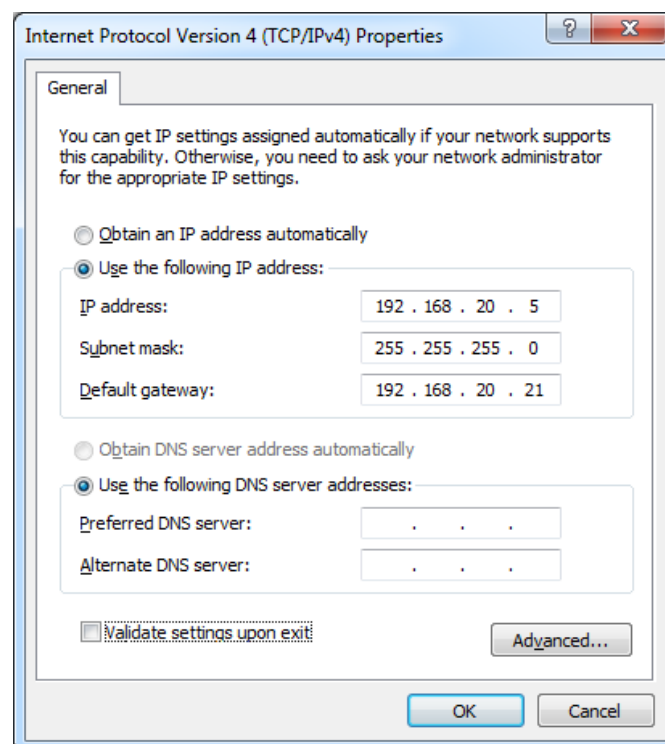 Internet Protocol Version 4 (TCP/IPv4) Properties
General
You can get IP settings assigned automatically if your network supports
this capability. Otherwise, you need to ask your network administrator
for the appropriate IP settings.
Obtain an IP address automatically
Use the following IP address:
IP address: 192 . 168 . 20 . 5
Subnet mask: 255 . 255 . 255 . 0
Default gateway: 192 . 168 . 20 . 21
Obtain DNS server address automatically
Use the following DNS server addresses:
Preferred DNS server: . . .
Alternate DNS server: . . .
Validate settings upon exit
Advanced...
OK Cancel